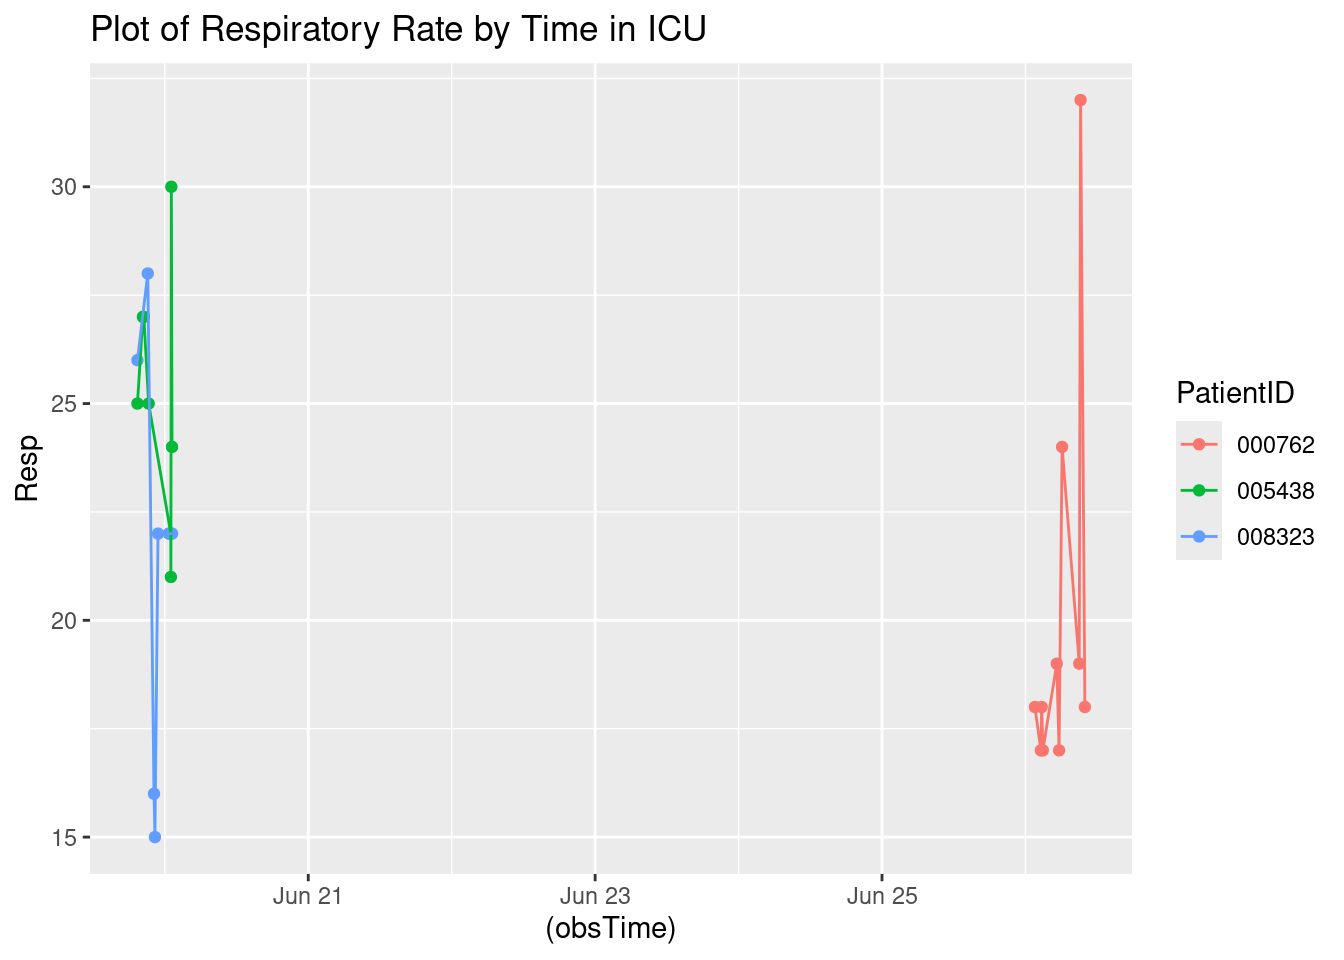 Plot of Respiratory Rate by Time in ICU
30
25
20
15
Resp
Jun 21
Jun 23
Jun 25
(obsTime)
PatientID
000762
005438
008323